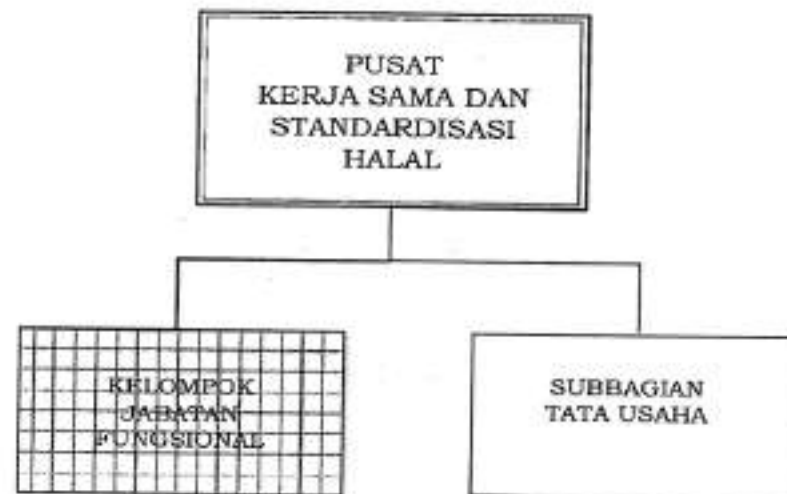 PUSAT
KERJA SAMA DAN
STANDARDISASI
HALAL
KELOMPOK
JABATAN
FUNGSIONAL
SUBBAGIAN
TATA USAHA